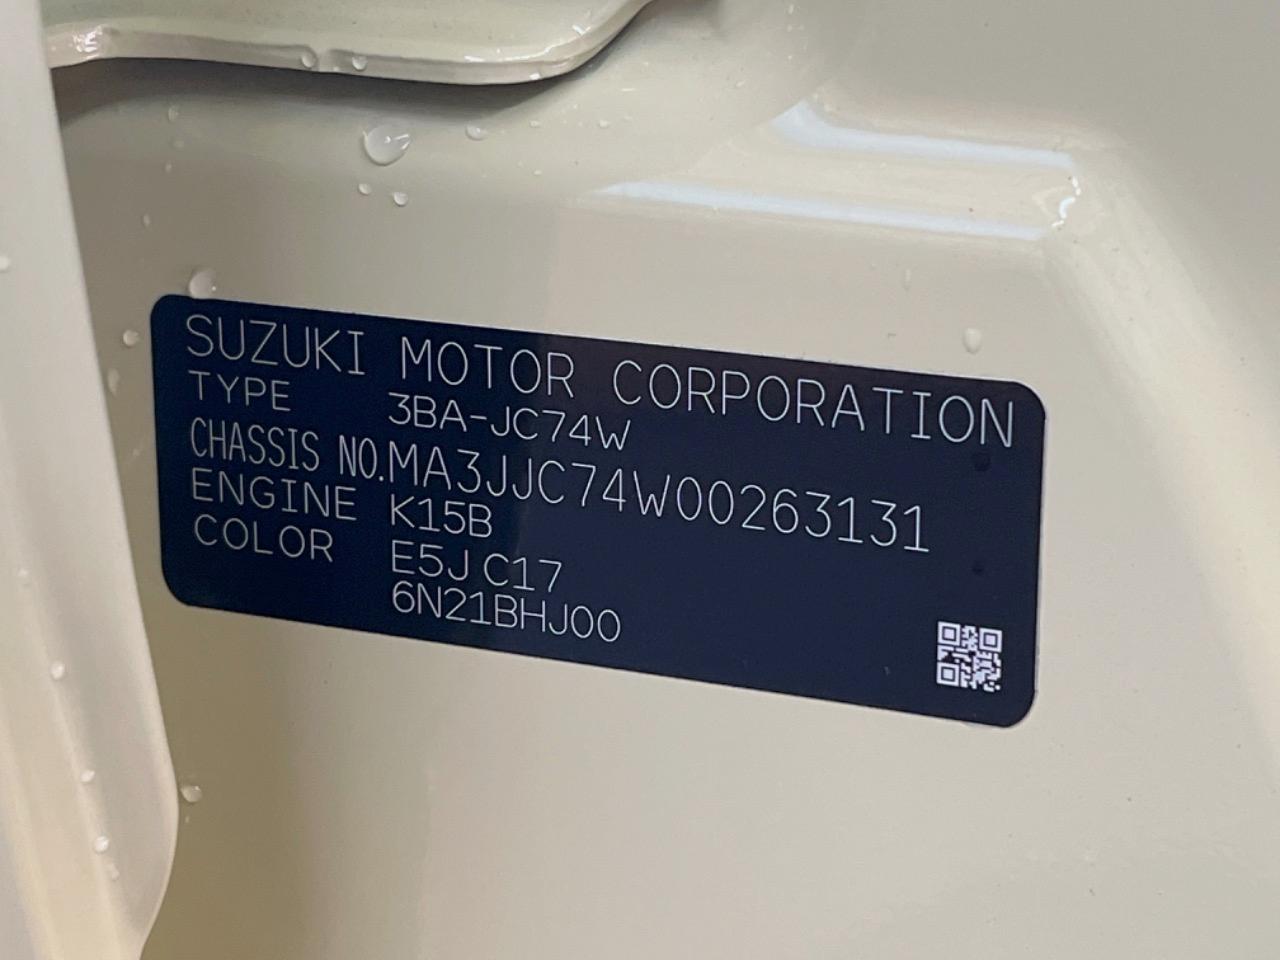 SUZUKI MOTOR CORPORATION
TYPE 3BA-JC74W
CHASSIS NO.MA3JJC74W00263131
ENGINE K15B
COLOR E5J C17
6N21BHJ00